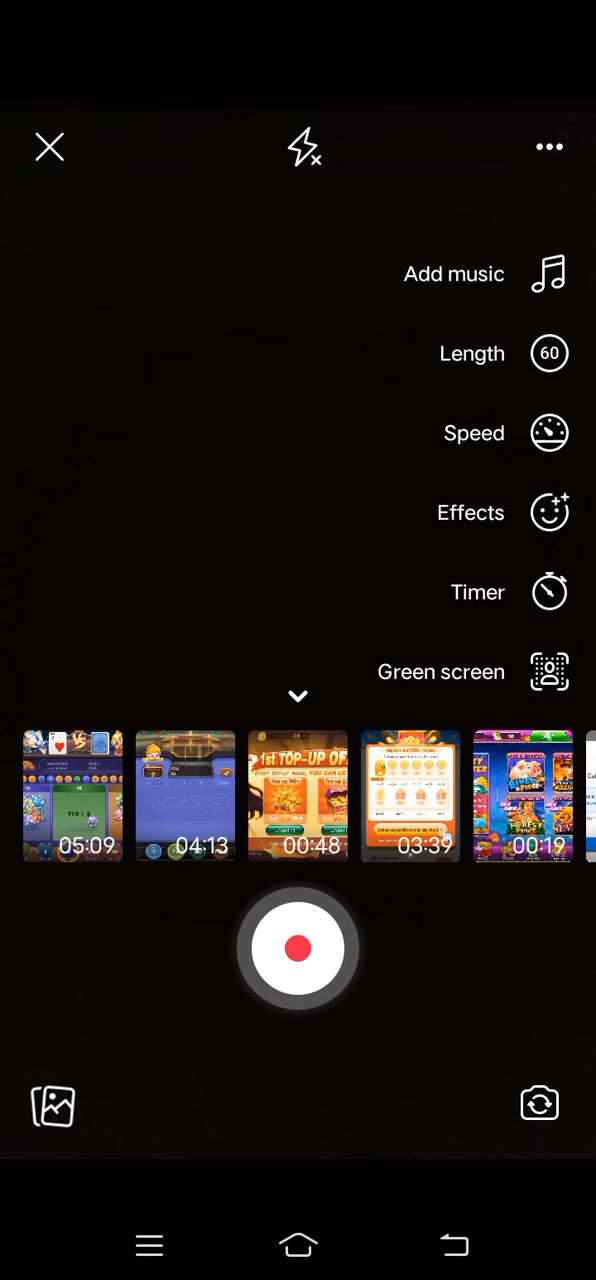 Add music
Length
60
Speed
Effects
Timer
Green screen
1st TOP-UP OF
05:09
04:13
00:48
03:39
00:19